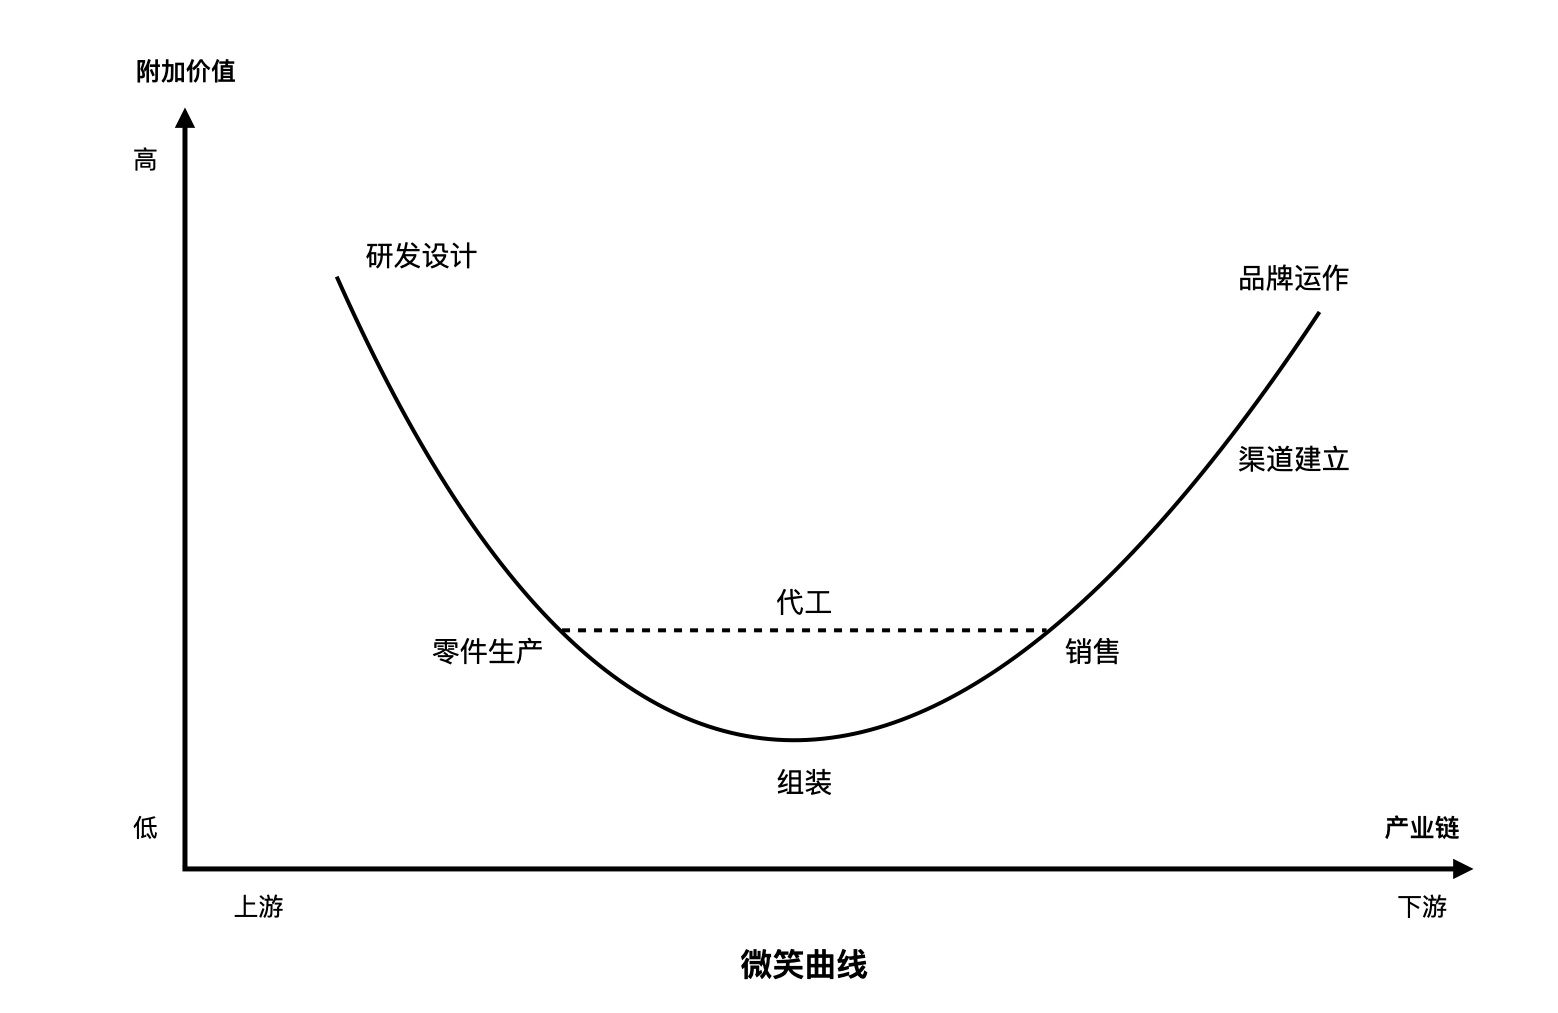 附加价值
高
研发设计
品牌运作
渠道建立
代工
零件生产
销售
组装
低
产业链
上游
下游
微笑曲线